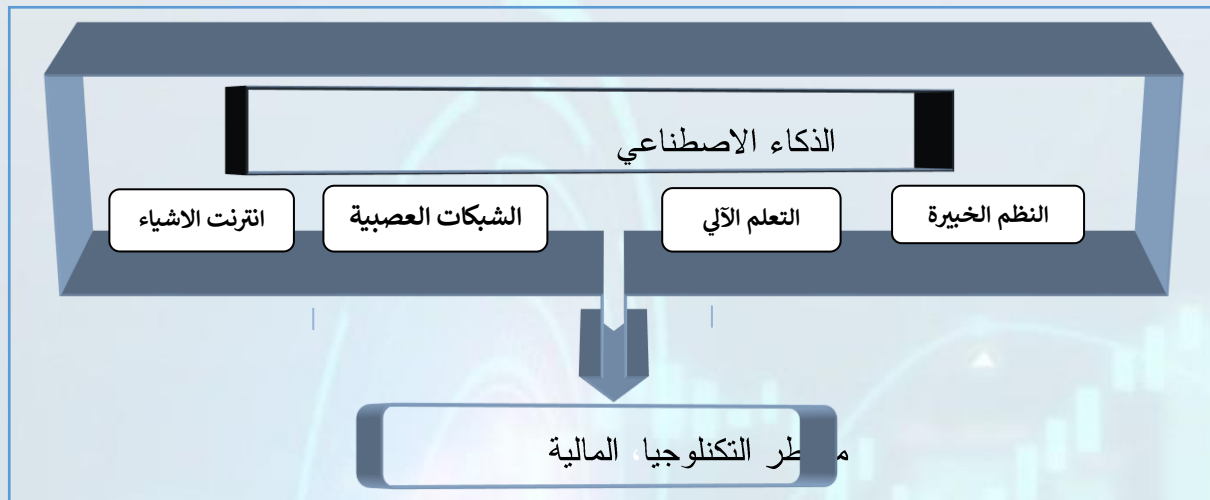 الذكاء الاصطناعي
النظم الخبيرة
التعلم الآلي
الشبكات العصبية
انترنت الاشياء
التكنلوجيا، المالية